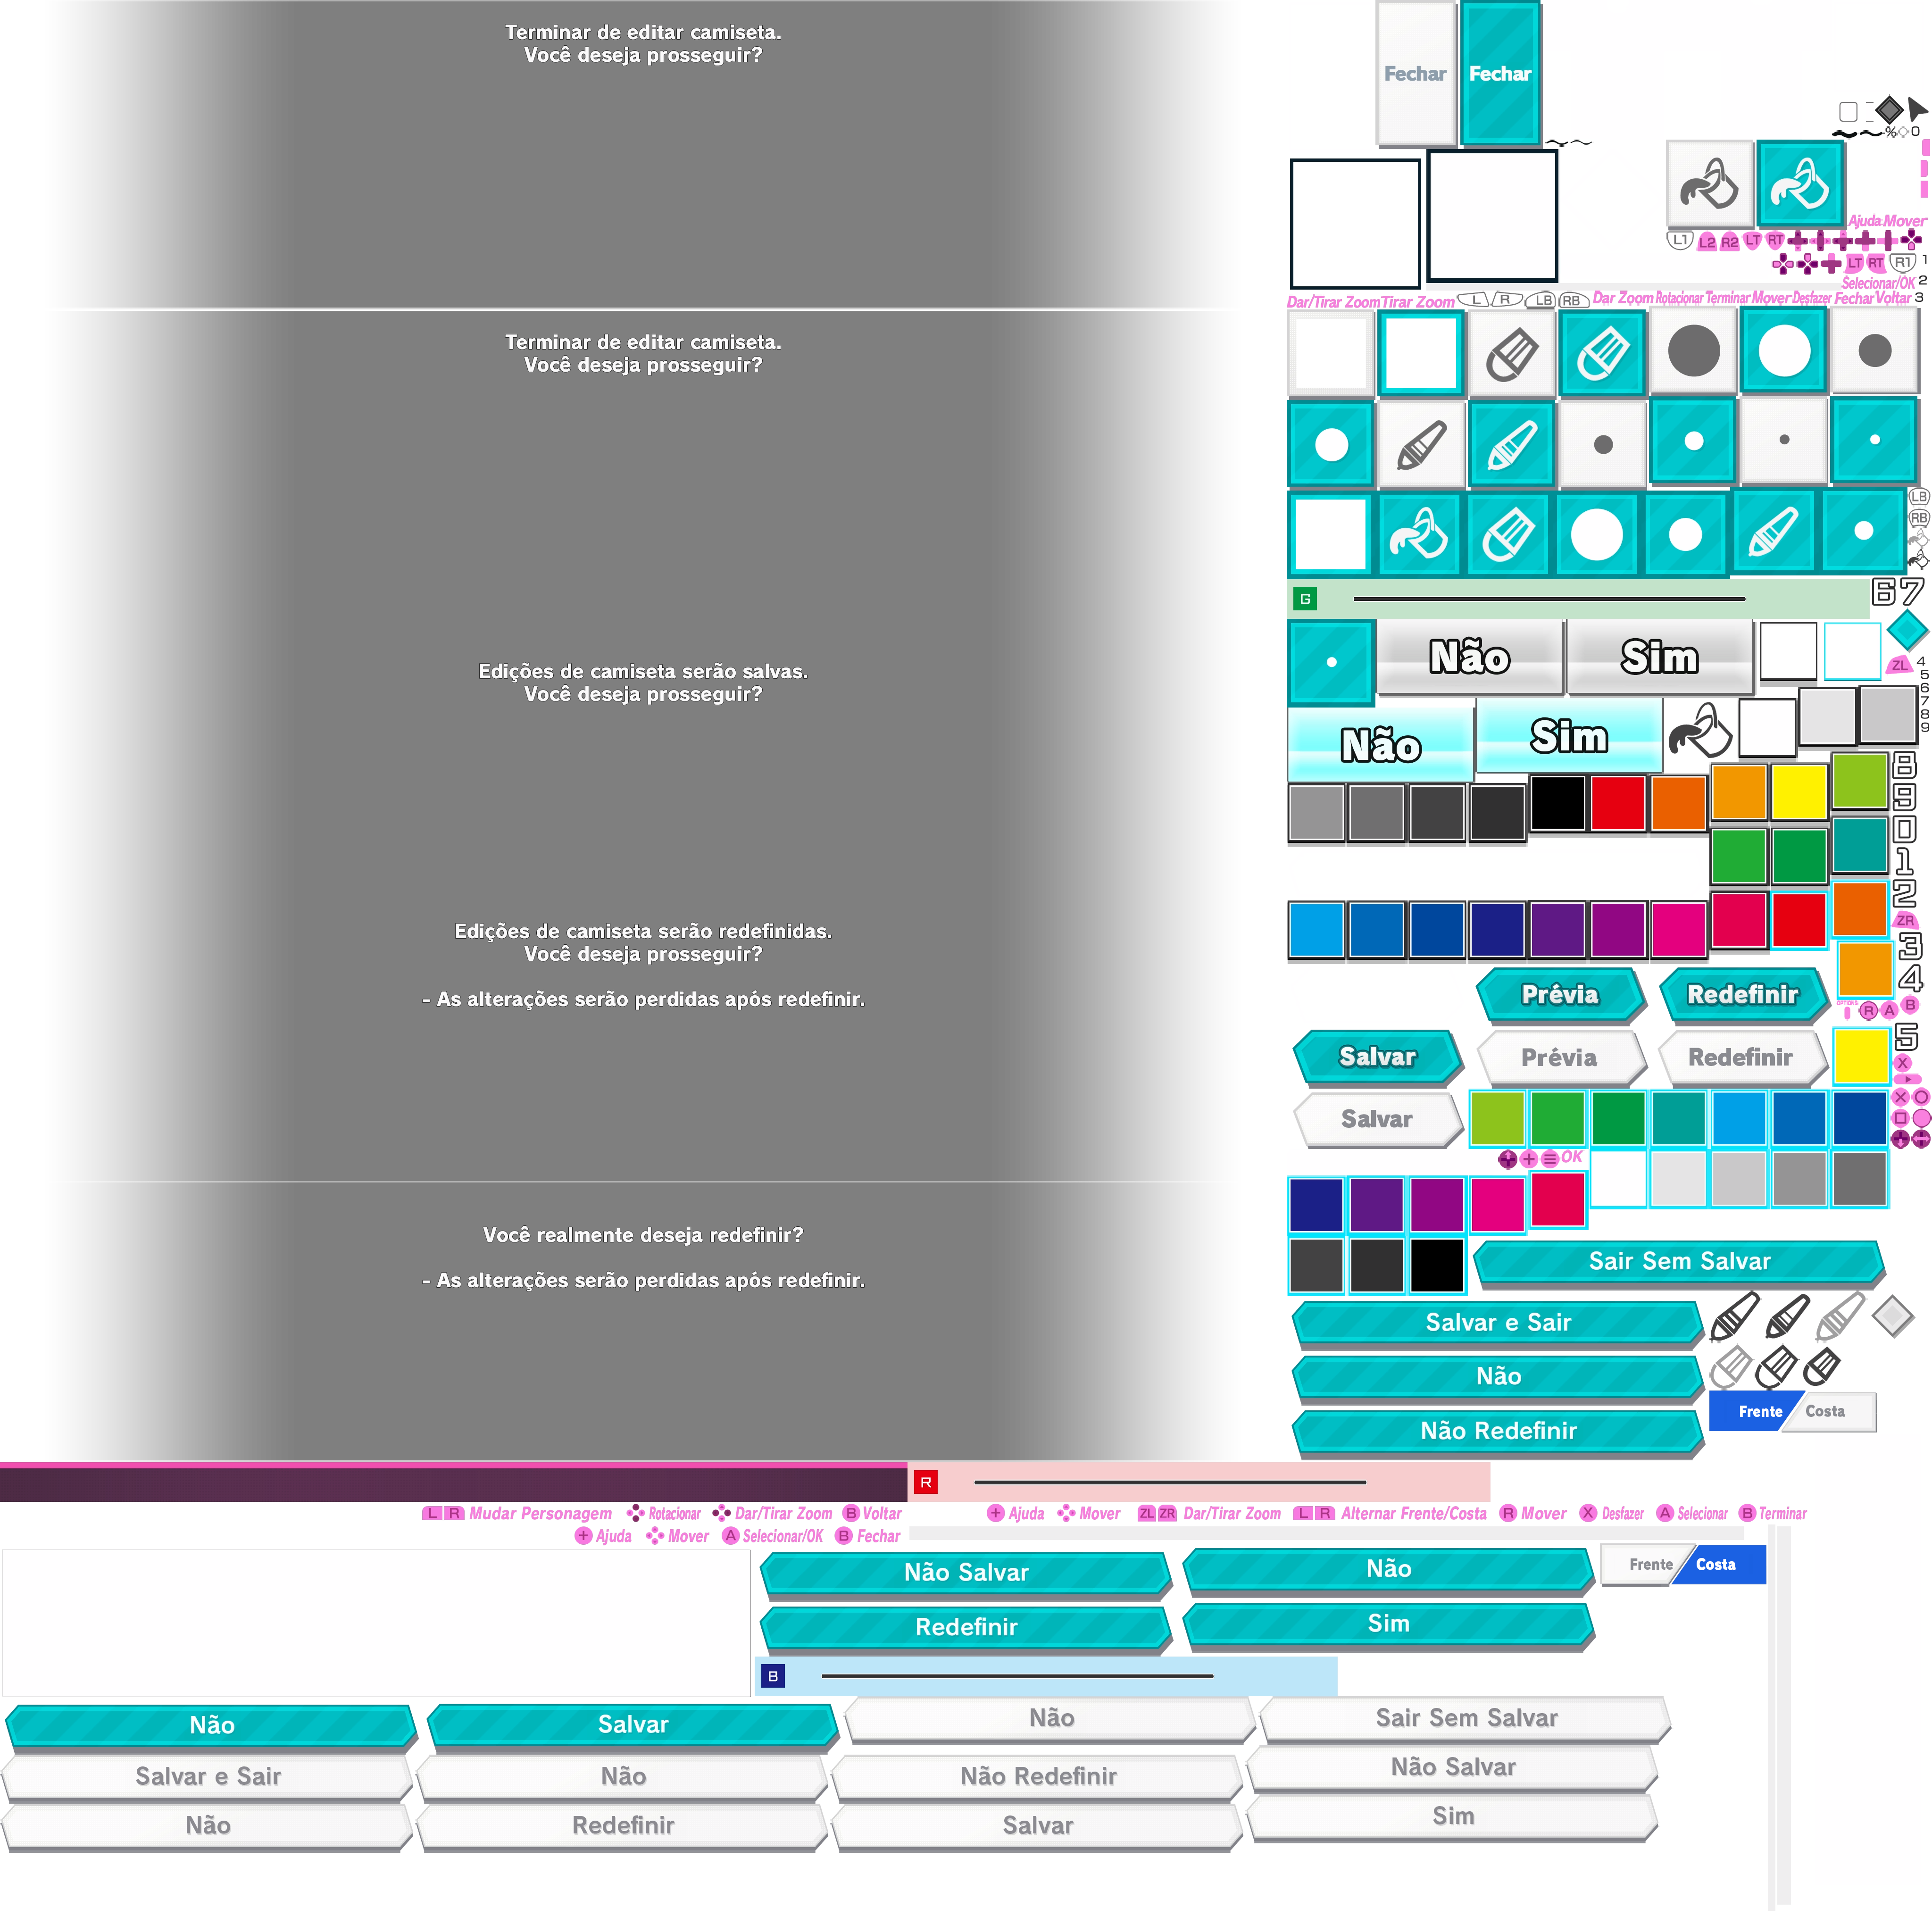 Terminar de editar camiseta.
Você deseja prosseguir?
Fechar
Fechar
% 0
Ajuda Mover
L1 L2 R2 LT RT
LT RT R1 1
Selecionar/OK 2
Dar/Tirar Zoom Tirar Zoom L R LB RB Dar Zoom Rotacionar Terminar Mover Desfazer Fechar Voltar 3
Terminar de editar camiseta.
Você deseja prosseguir?
LB
RB
G
67
Não
Sim
ZL
4
5
6
7
8
9
Edições de camiseta serão salvas.
Você deseja prosseguir?
Não
Sim
8
9
0
1
2
ZR
3
4
Edições de camiseta serão redefinidas.
Você deseja prosseguir?
- As alterações serão perdidas após redefinir.
Prévia
Redefinir
OPTIONS
R A B
5
Salvar
Prévia
Redefinir
X
Salvar
OK
Você realmente deseja redefinir?
- As alterações serão perdidas após redefinir.
Sair Sem Salvar
Salvar e Sair
Não
Frente Costa
Não Redefinir
R
L R Mudar Personagem Rotacionar Dar/Tirar Zoom B Voltar
+ Ajuda Mover ZL ZR Dar/Tirar Zoom L R Alternar Frente/Costa R Mover X Desfazer A Selecionar B Terminar
+ Ajuda Mover A Selecionar/OK B Fechar
Não Salvar
Não
Frente Costa
Redefinir
Sim
B
Não
Salvar
Não
Sair Sem Salvar
Salvar e Sair
Não
Não Redefinir
Não Salvar
Não
Redefinir
Salvar
Sim